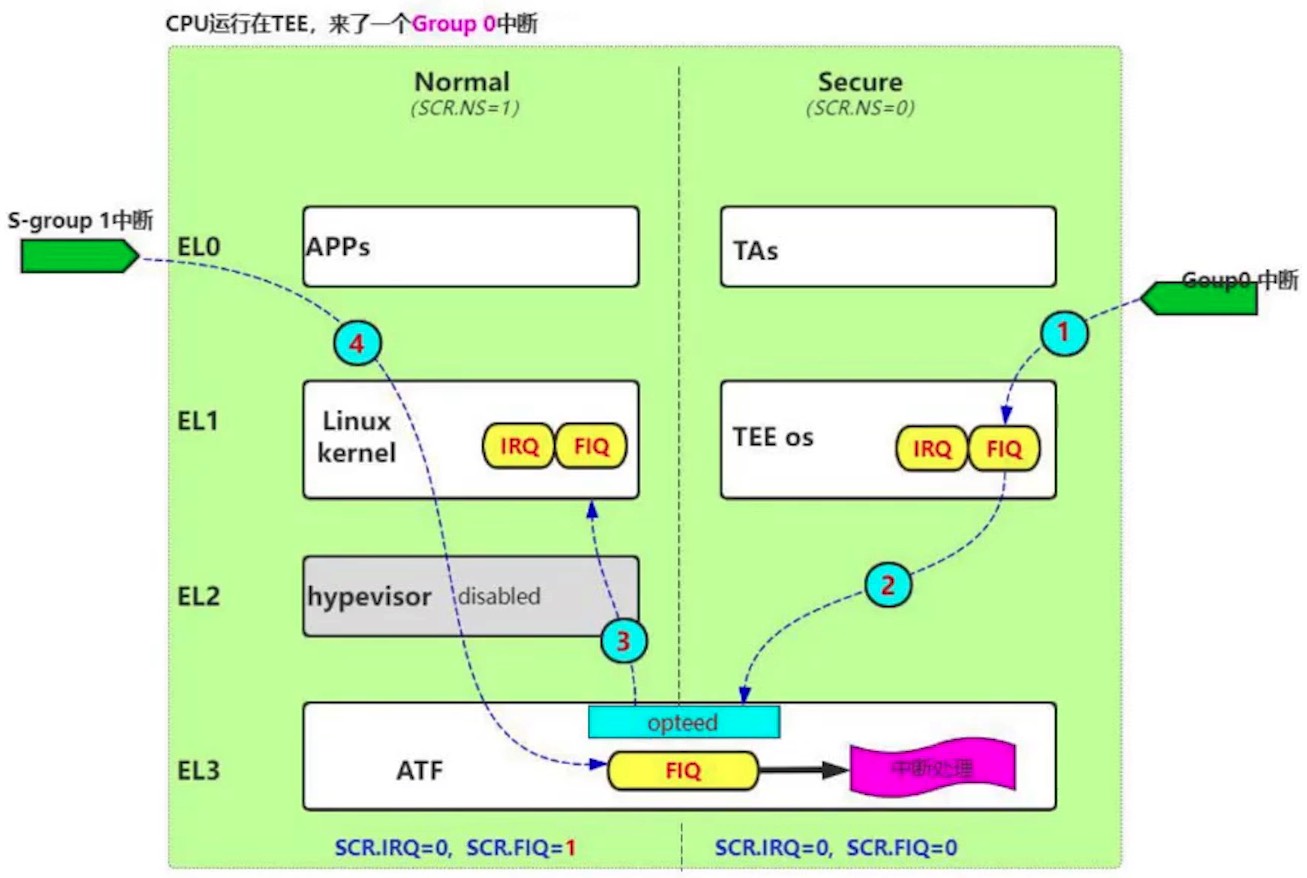 CPU运行在TEE，来了一个Group 0中断
Normal
(SCR.NS=1)
Secure
(SCR.NS=0)
S-group 1中断
EL0
APPs
TAs
Goup0 中断
4
1
EL1
Linux
kernel
IRQ
FIQ
TEE os
IRQ
FIQ
2
EL2
hypevisor
disabled
3
opteed
EL3
ATF
FIQ
中断处理
SCR.IRQ=0, SCR.FIQ=1
SCR.IRQ=0, SCR.FIQ=0